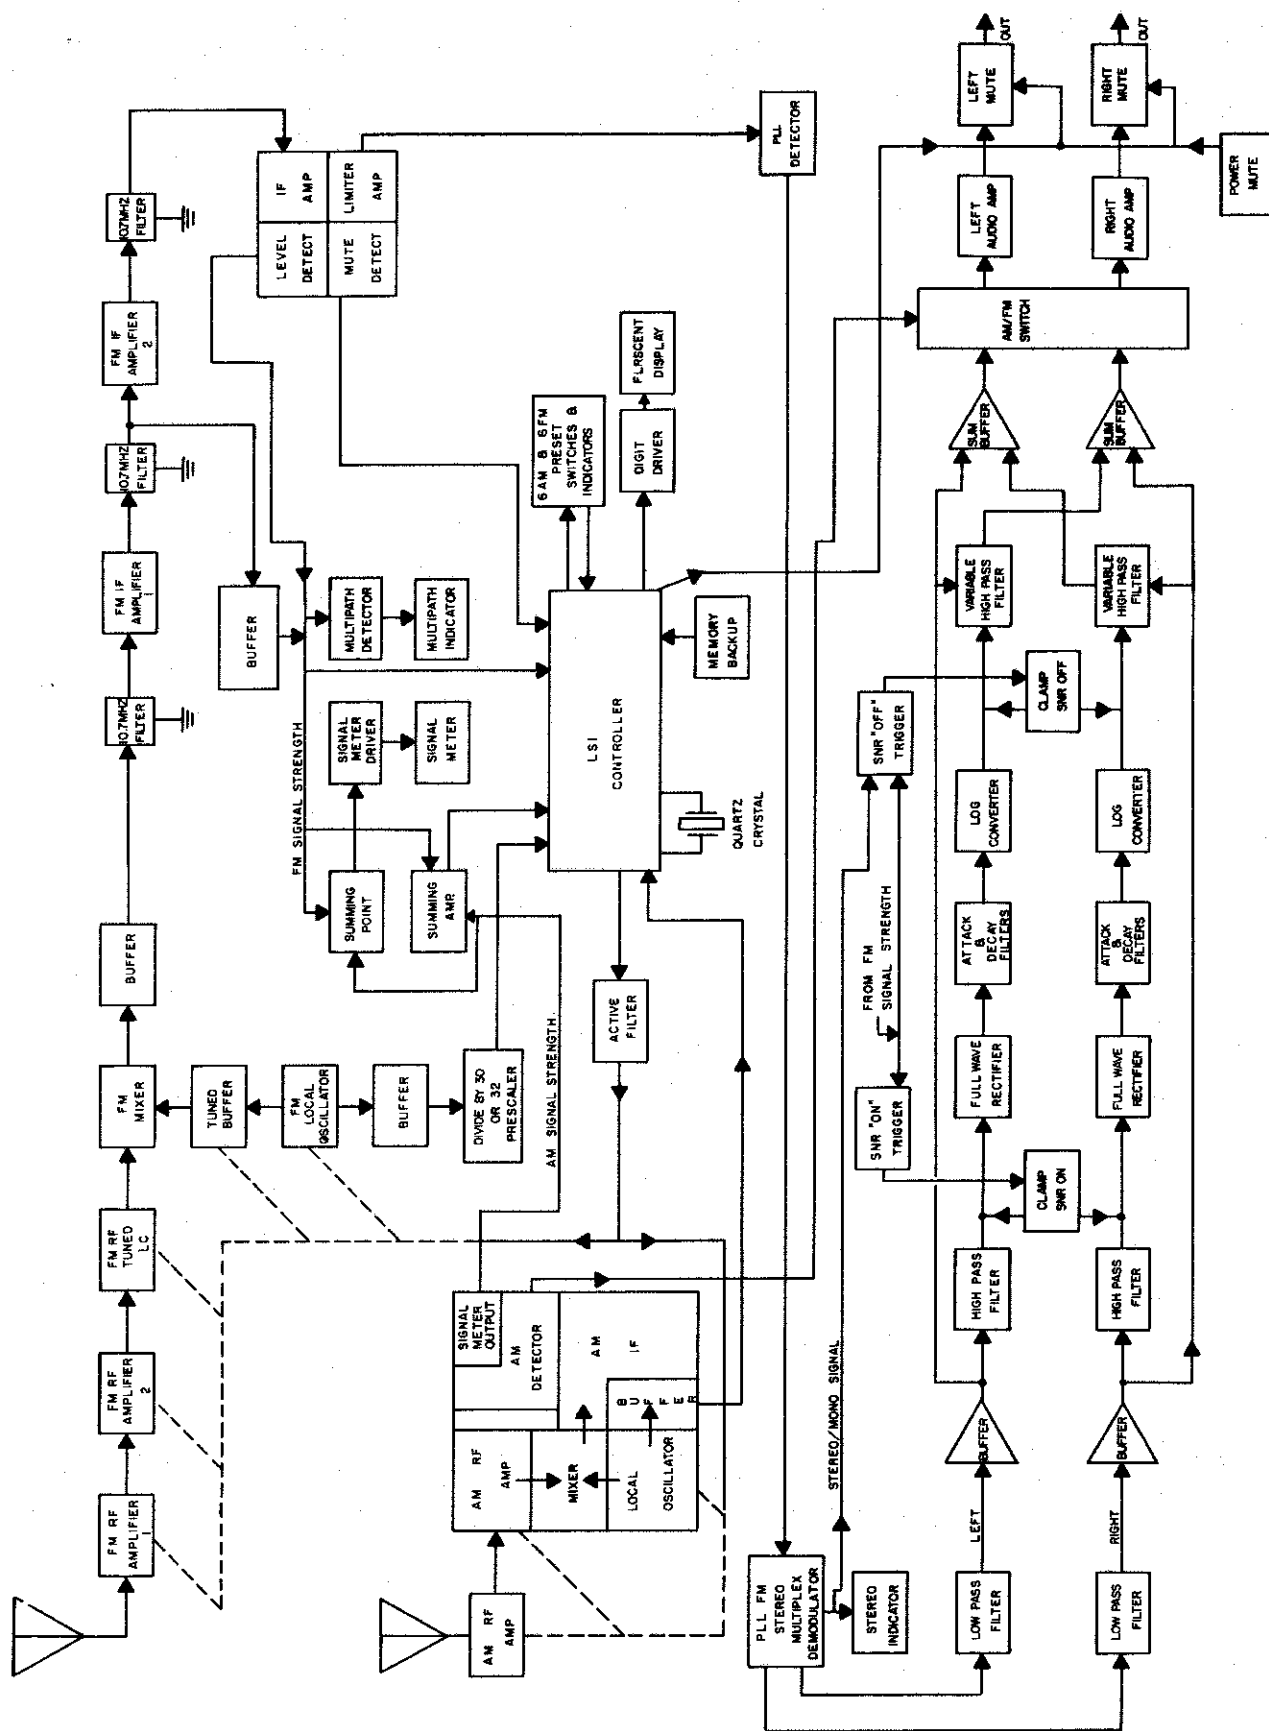 FM RF
AMPLIFIER
1
FM RF
AMPLIFIER
2
FM RF
TUNED
LC
FM
MIXER
BUFFER
10.7MHZ
FILTER
FM IF
AMPLIFIER
1
10.7MHZ
FILTER
FM IF
AMPLIFIER
2
10.7MHZ
FILTER
TUNED
BUFFER
FM
LOCAL
OSCILLATOR
BUFFER
DIVIDE BY 30
OR 32
PRESCALER
BUFFER
LEVEL
DETECT
IF
AMP
MUTE
DETECT
LIMITER
AMP
FM SIGNAL STRENGTH
SUMMING
POINT
SIGNAL
METER
DRIVER
SIGNAL
METER
MULTIPATH
DETECTOR
MULTIPATH
INDICATOR
SUMMING
AMP.
AM SIGNAL STRENGTH
AM RF
AMP
AM RF
AMP
SIGNAL
METER
OUTPUT
AM
DETECTOR
MIXER
AM
IF
LOCAL
OSCILLATOR
BUFFER
ACTIVE
FILTER
LSI
CONTROLLER
6 AM & 6 FM
PRESET
SWITCHES &
INDICATORS
DIGIT
DRIVER
FLRSCENT
DISPLAY
MEMORY
BACKUP
QUARTZ
CRYSTAL
PLL
DETECTOR
PLL FM
STEREO
MULTIPLEX
DEMODULATOR
STEREO
INDICATOR
STEREO/MONO SIGNAL
SNR "ON"
TRIGGER
FROM FM
SIGNAL STRENGTH
SNR "OFF"
TRIGGER
LOW PASS
FILTER
LEFT
BUFFER
HIGH PASS
FILTER
FULL WAVE
RECTIFIER
ATTACK
&
DECAY
FILTERS
LOG
CONVERTER
VARIABLE
HIGH PASS
FILTER
SUM
BUFFER
CLAMP
SNR ON
CLAMP
SNR OFF
AM/FM
SWITCH
LEFT
AUDIO AMP
LEFT
MUTE
OUT
LOW PASS
FILTER
RIGHT
BUFFER
HIGH PASS
FILTER
FULL WAVE
RECTIFIER
ATTACK
&
DECAY
FILTERS
LOG
CONVERTER
VARIABLE
HIGH PASS
FILTER
SUM
BUFFER
RIGHT
AUDIO AMP
RIGHT
MUTE
OUT
POWER
MUTE